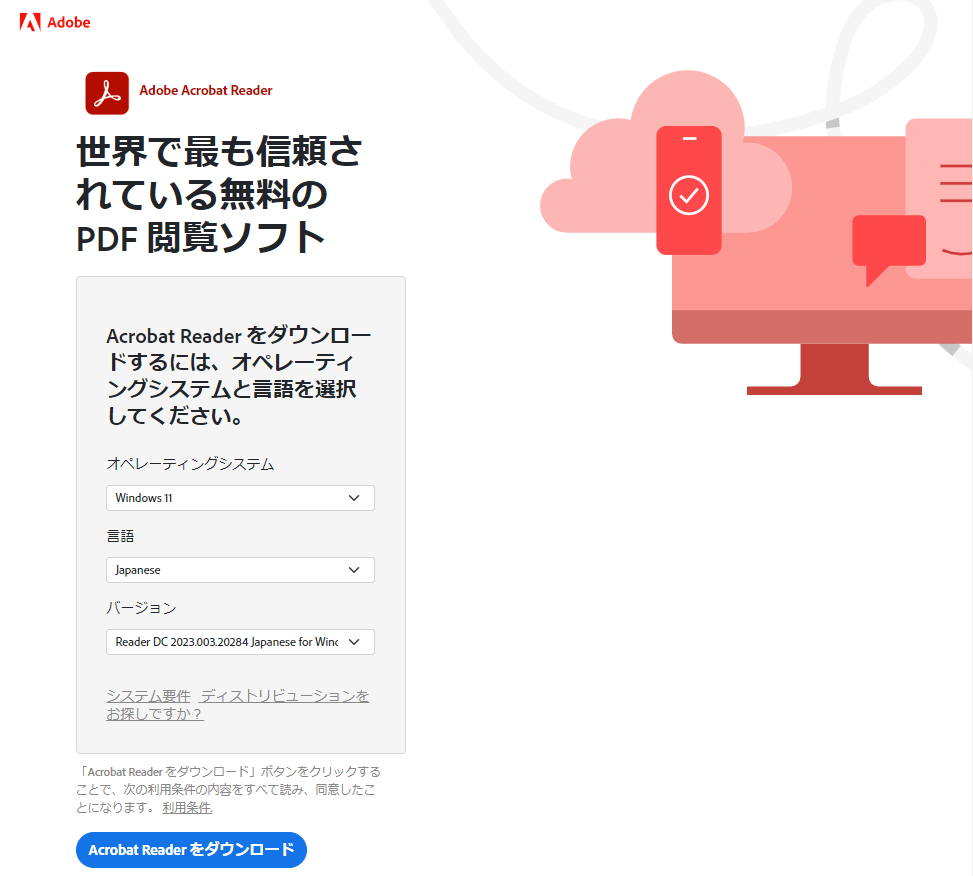 Adobe
Adobe Acrobat Reader
世界で最も信頼さ
れている無料の
PDF 閲覧ソフト
Acrobat Reader をダウンロー
ドするには、オペレーティ
ングシステムと言語を選択
してください。
オペレーティングシステム
Windows 11
言語
Japanese
バージョン
Reader DC 2023.003.20284 Japanese for Winc
システム要件 ディストリビューションを
お探しですか？
「Acrobat Reader をダウンロード」ボタンをクリックする
ことで、次の利用条件の内容をすべて読み、同意したこ
とになります。 利用条件.
Acrobat Reader をダウンロード